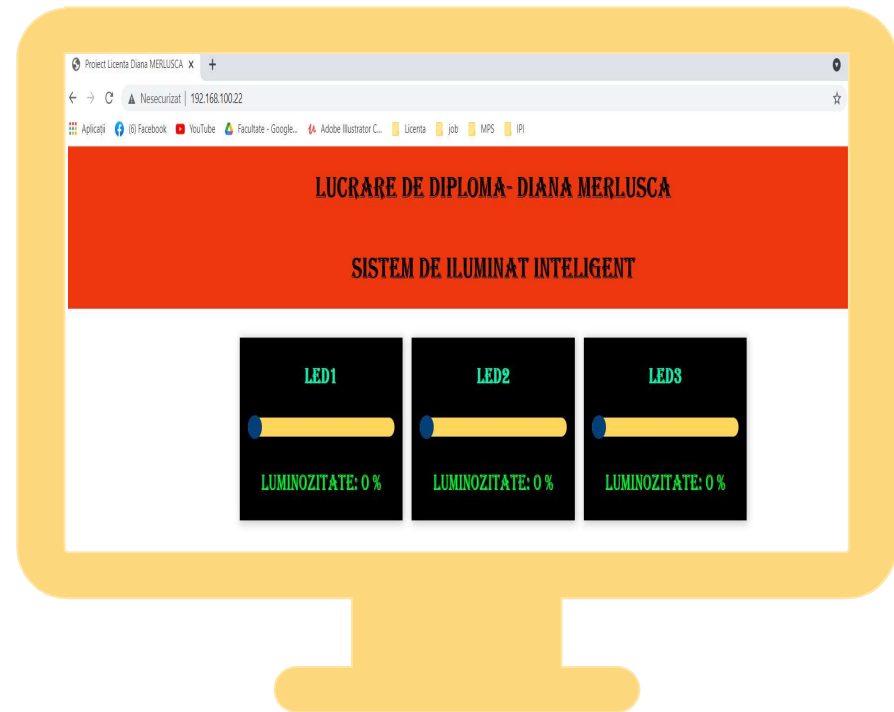 Proiect Licenta Diana MERLUSCA
Nesecurizat | 192.168.100.22
Aplicații (6) Facebook YouTube Facultate - Google... Adobe Illustrator C... Licenta job MPS IPI
LUCRARE DE DIPLOMA- DIANA MERLUSCA
SISTEM DE ILUMINAT INTELIGENT
LED1 LED2 LED3
LUMINOZITATE: 0 % LUMINOZITATE: 0 % LUMINOZITATE: 0 %